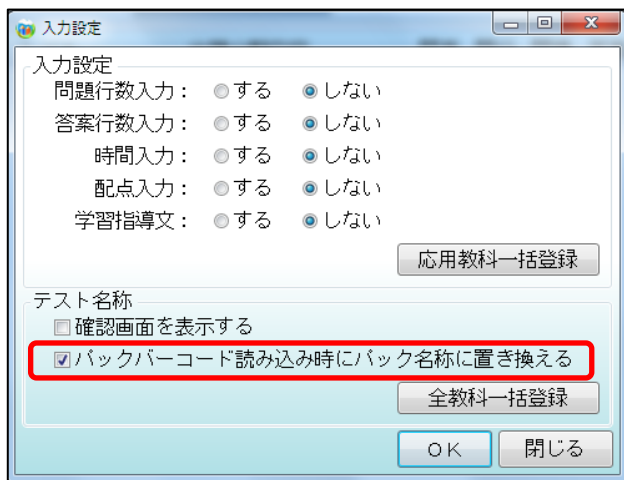 入力設定
入力設定
問題行数入力： する しない
答案行数入力： する しない
時間入力： する しない
配点入力： する しない
学習指導文： する しない
応用教科一括登録
テスト名称
確認画面を表示する
パックバーコード読み込み時にパック名称に置き換える
全教科一括登録
ＯＫ 閉じる